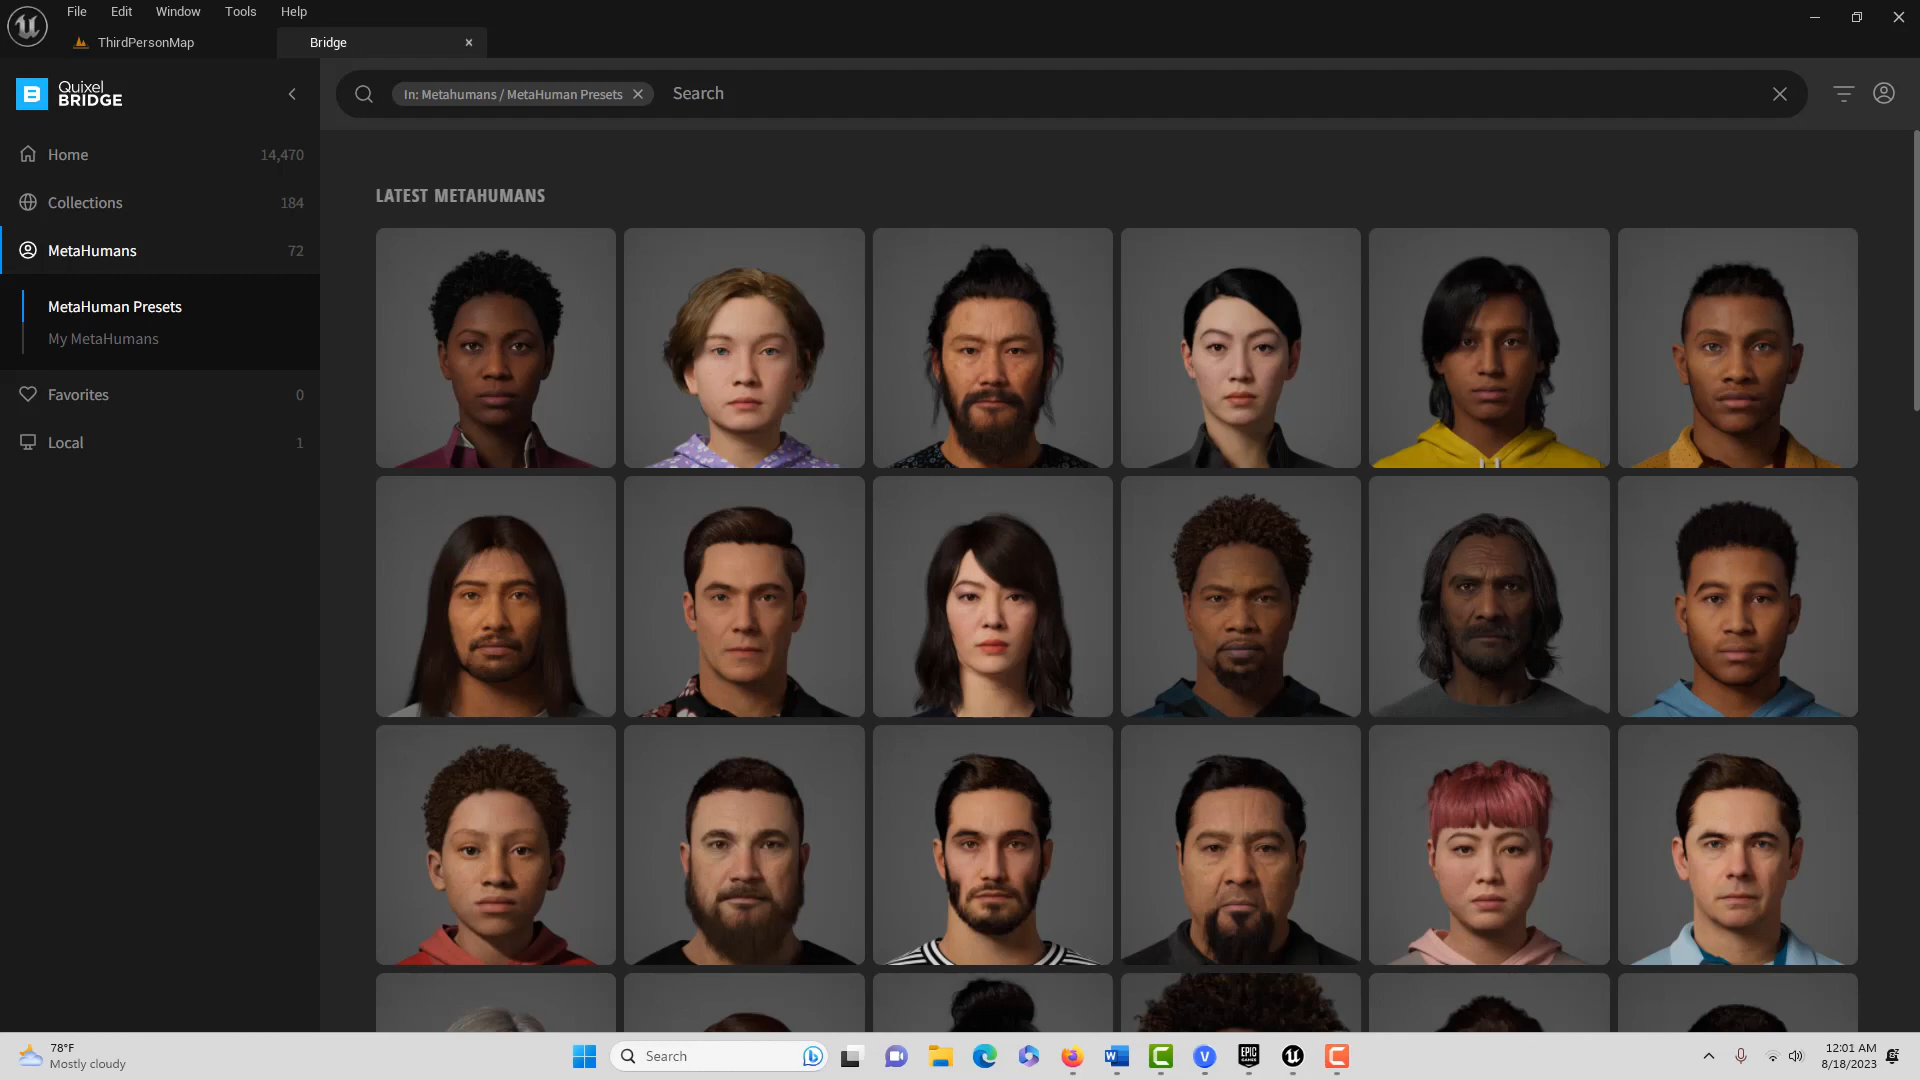 File Edit Window Tools Help
ThirdPersonMap
Bridge
Quixel
BRIDGE
In: Metahumans / MetaHuman Presets
Search
Home 14,470
Collections 184
MetaHumans 72
MetaHuman Presets
My MetaHumans
Favorites 0
Local 1
LATEST METAHUMANS
78°F
Mostly cloudy
Search
EPIC
GAMES
12:01 AM
8/18/2023